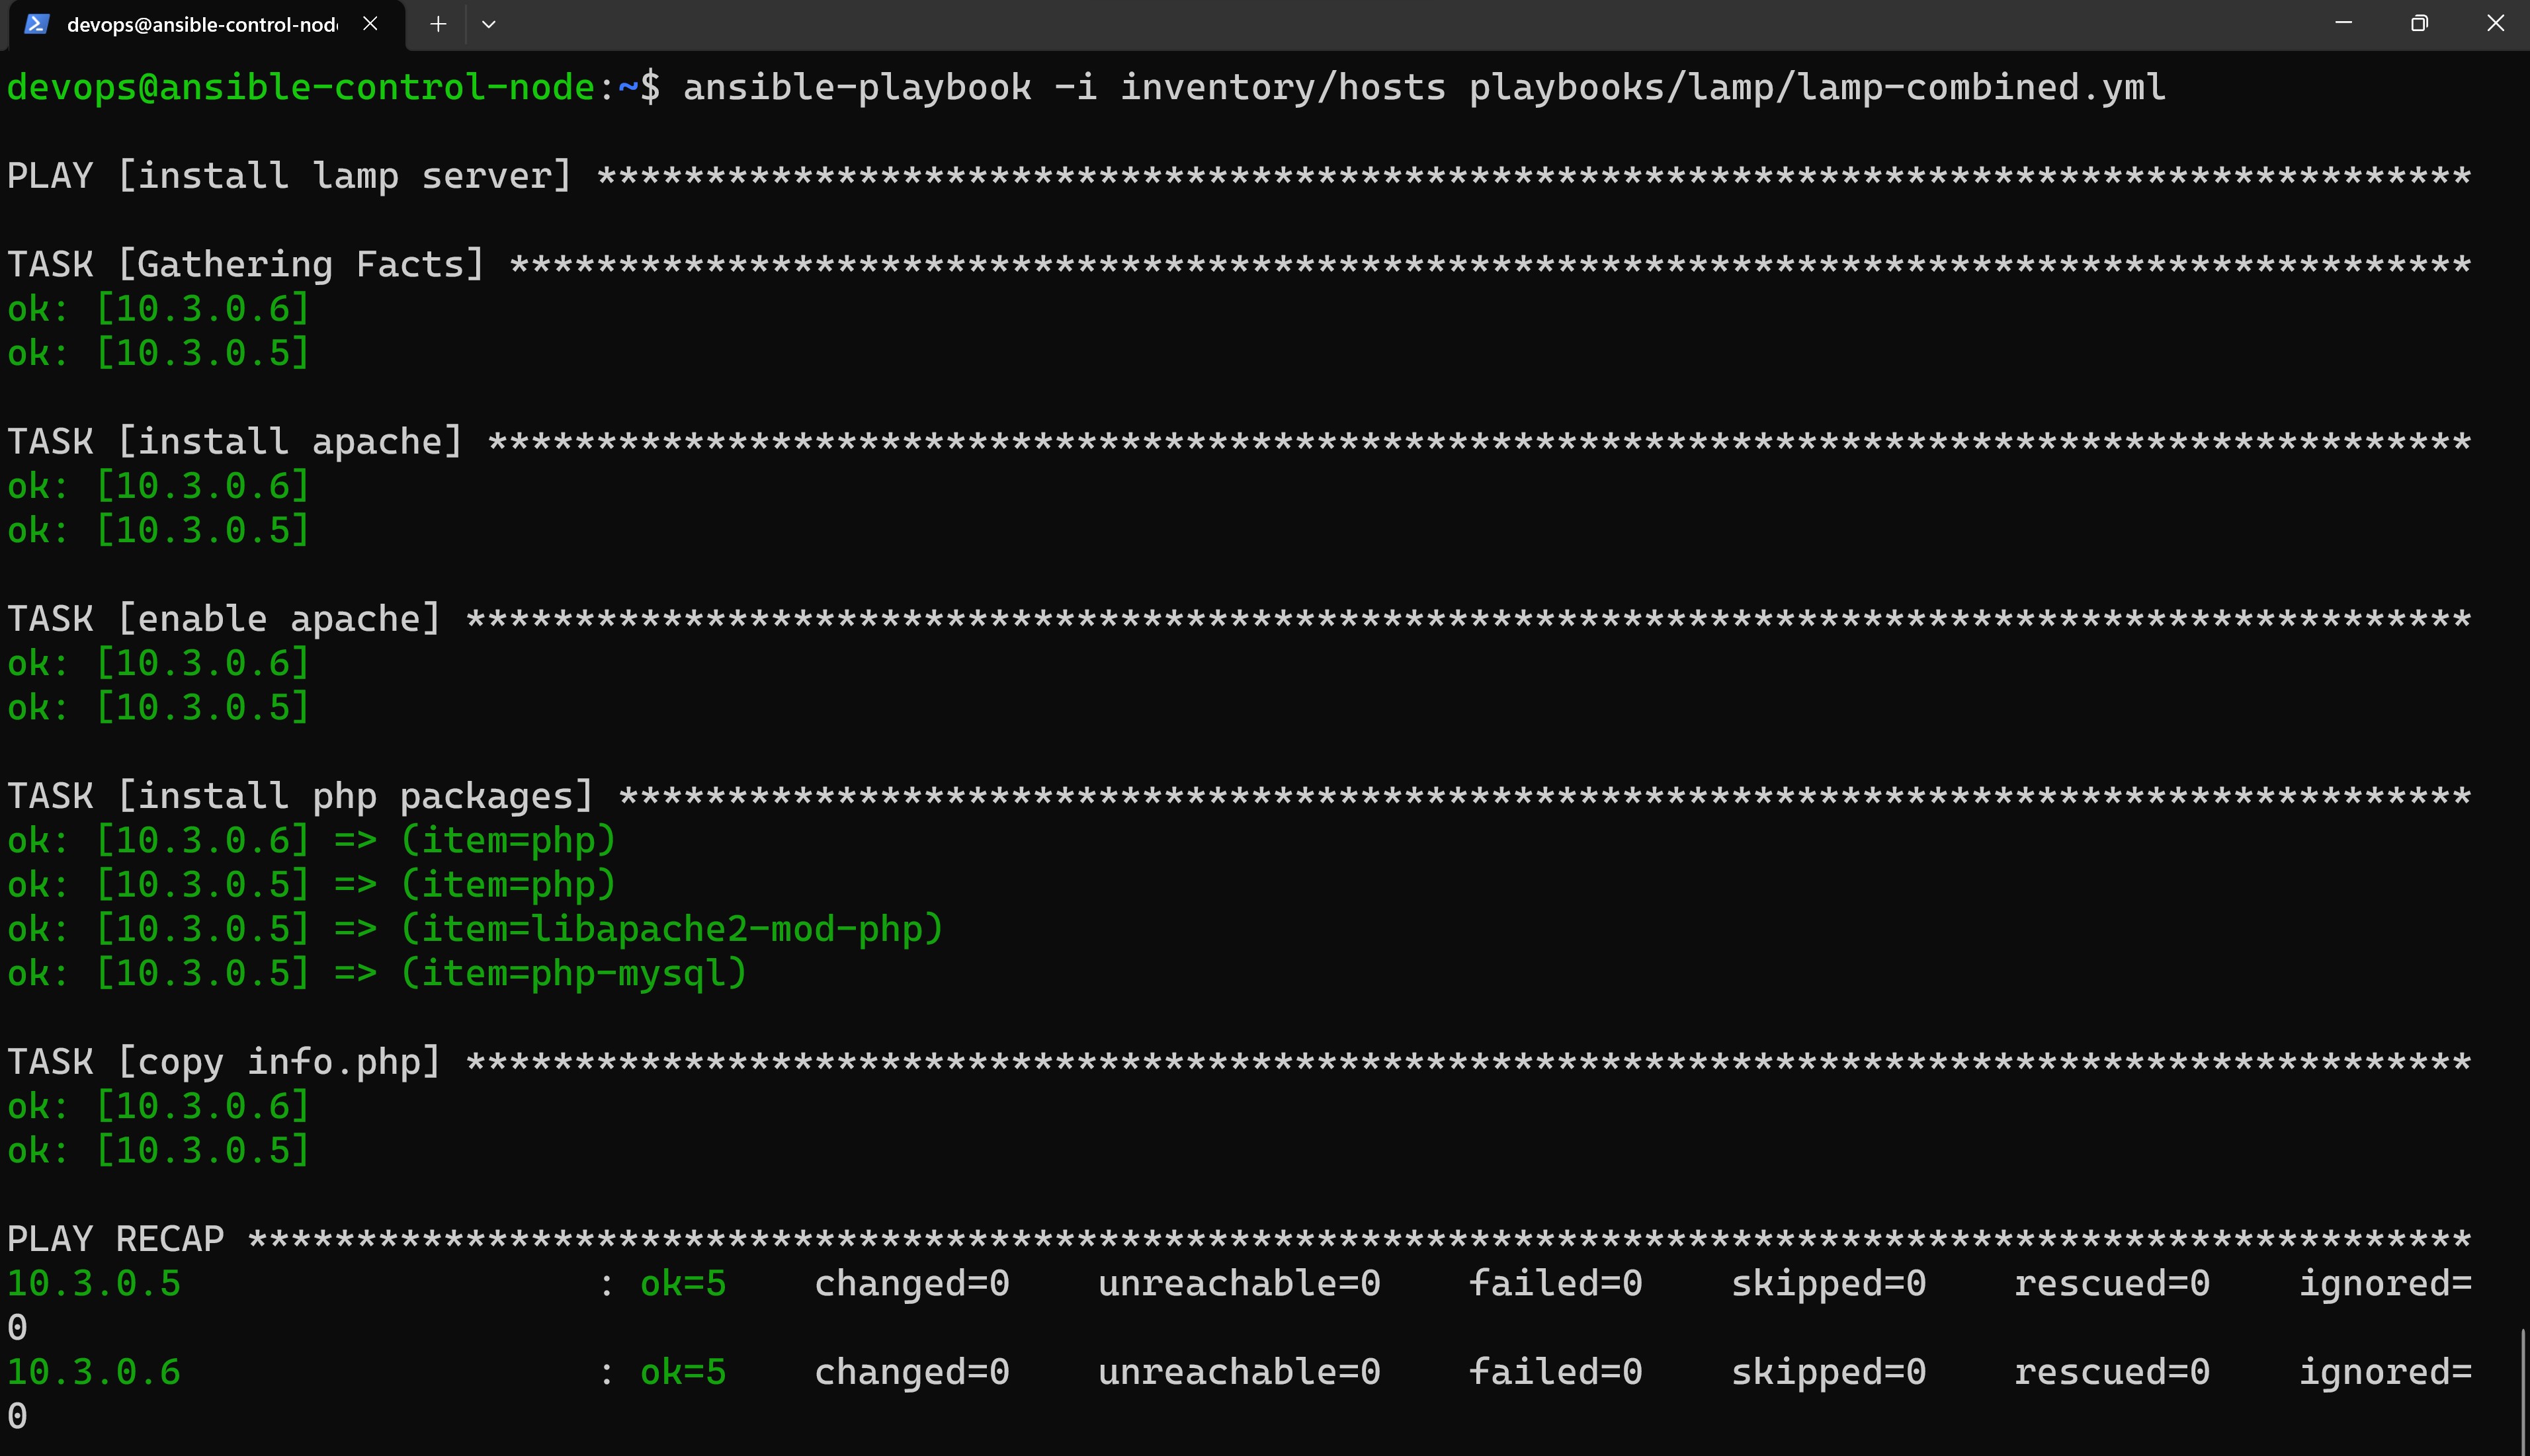 devops@ansible-control-nod
devops@ansible-control-node:~$ ansible-playbook -i inventory/hosts playbooks/lamp/lamp-combined.yml
PLAY [install lamp server] **************************************************************************************
TASK [Gathering Facts] ******************************************************************************************
ok: [10.3.0.6]
ok: [10.3.0.5]
TASK [install apache] *******************************************************************************************
ok: [10.3.0.6]
ok: [10.3.0.5]
TASK [enable apache] ********************************************************************************************
ok: [10.3.0.6]
ok: [10.3.0.5]
TASK [install php packages] *************************************************************************************
ok: [10.3.0.6] => (item=php)
ok: [10.3.0.5] => (item=php)
ok: [10.3.0.5] => (item=libapache2-mod-php)
ok: [10.3.0.5] => (item=php-mysql)
TASK [copy info.php] ********************************************************************************************
ok: [10.3.0.6]
ok: [10.3.0.5]
PLAY RECAP ******************************************************************************************************
10.3.0.5                   : ok=5    changed=0    unreachable=0    failed=0    skipped=0    rescued=0    ignored=
0
10.3.0.6                   : ok=5    changed=0    unreachable=0    failed=0    skipped=0    rescued=0    ignored=
0